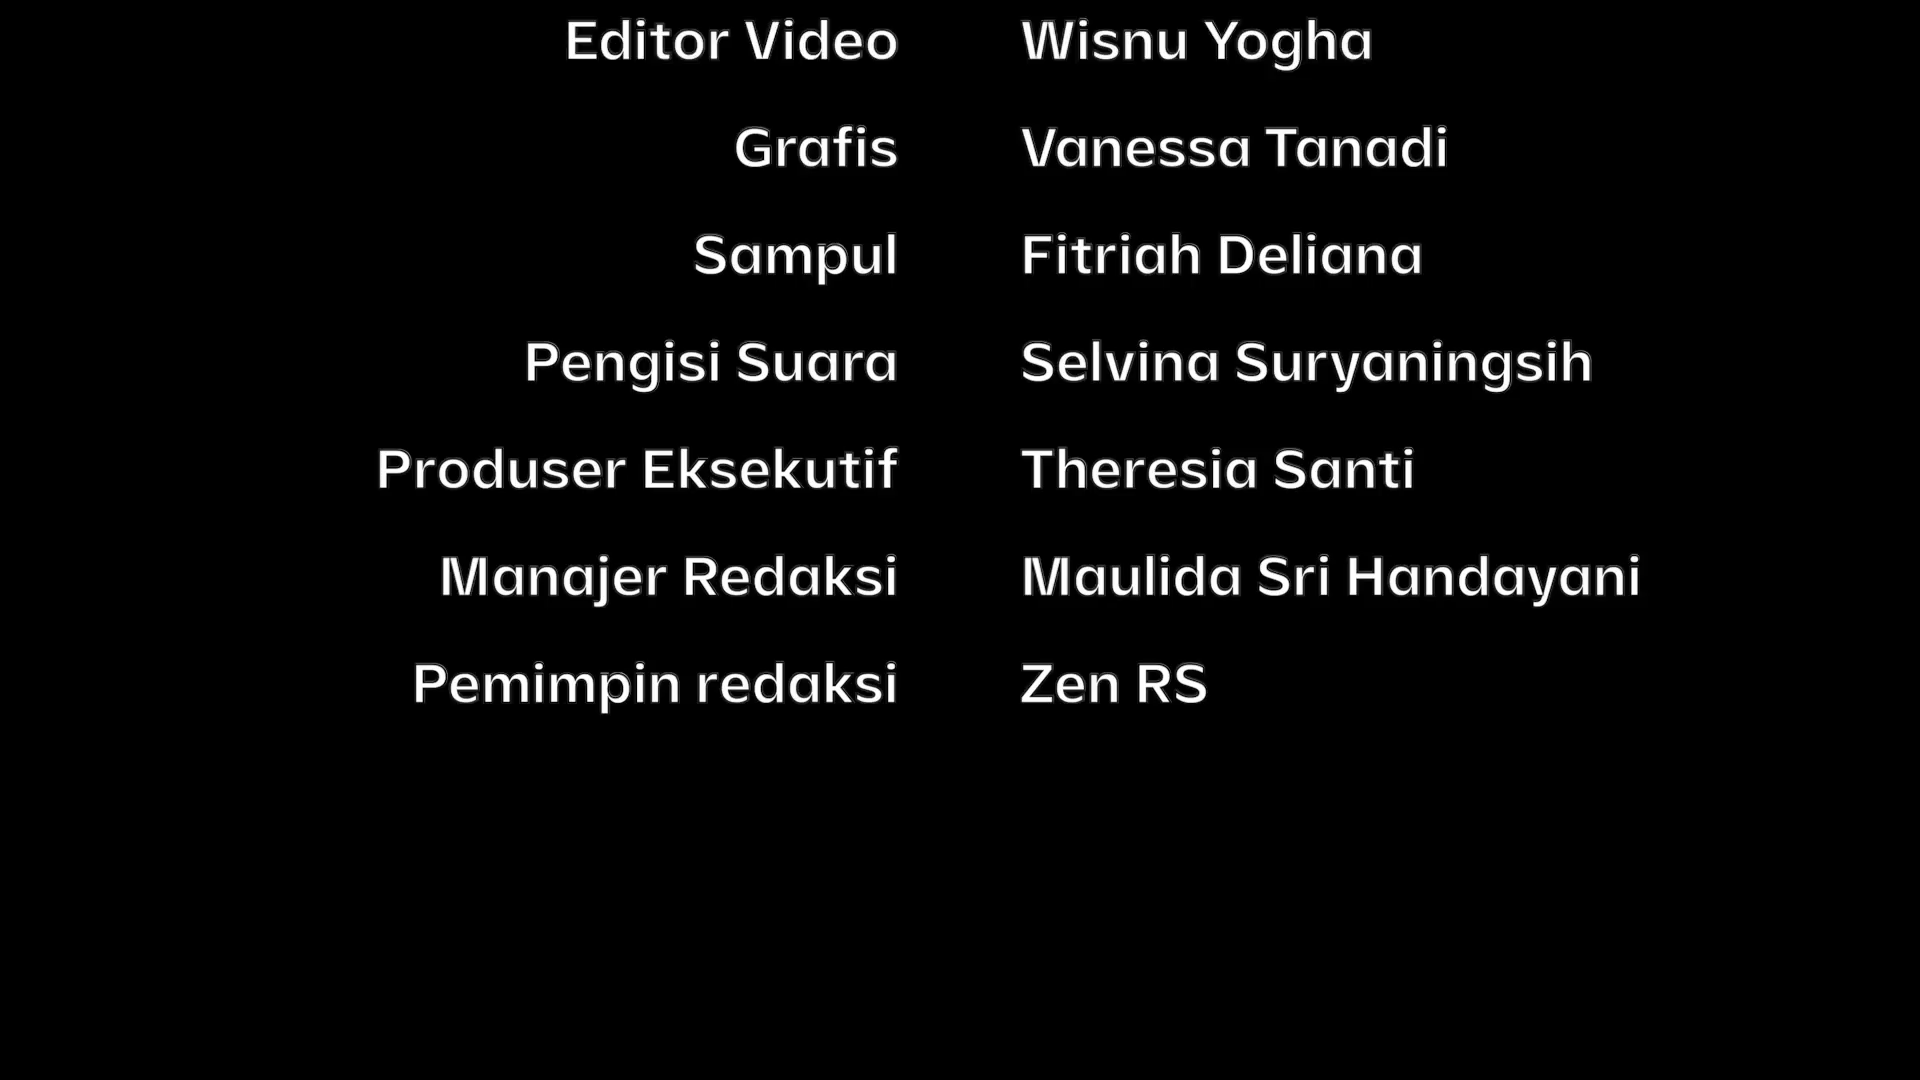 Editor Video Wisnu Yogha
Grafis Vanessa Tanadi
Sampul Fitriah Deliana
Pengisi Suara Selvina Suryaningsih
Produser Eksekutif Theresia Santi
Manajer Redaksi Maulida Sri Handayani
Pemimpin redaksi Zen RS